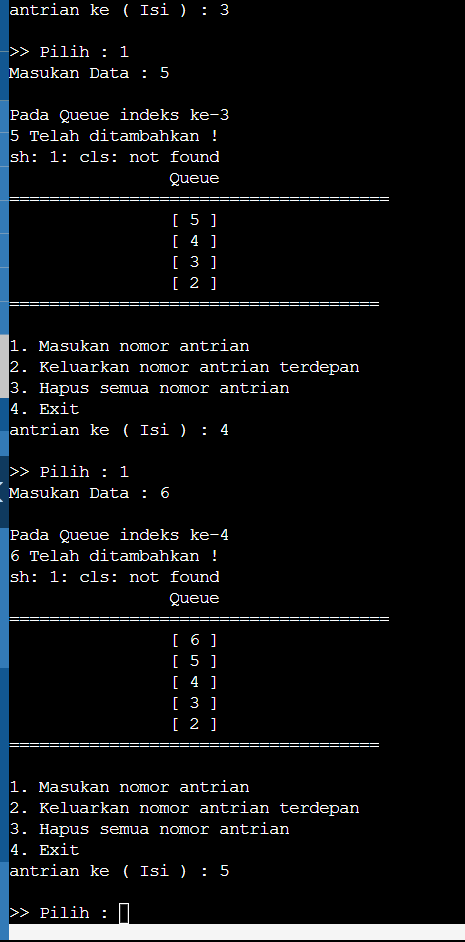 antrian ke ( Isi ) : 3
>> Pilih : 1
Masukan Data : 5
Pada Queue indeks ke-3
5 Telah ditambahkan !
sh: 1: cls: not found
Queue
======================================
[ 5 ]
[ 4 ]
[ 3 ]
[ 2 ]
=====================================
1. Masukan nomor antrian
2. Keluarkan nomor antrian terdepan
3. Hapus semua nomor antrian
4. Exit
antrian ke ( Isi ) : 4
>> Pilih : 1
Masukan Data : 6
Pada Queue indeks ke-4
6 Telah ditambahkan !
sh: 1: cls: not found
Queue
======================================
[ 6 ]
[ 5 ]
[ 4 ]
[ 3 ]
[ 2 ]
=====================================
1. Masukan nomor antrian
2. Keluarkan nomor antrian terdepan
3. Hapus semua nomor antrian
4. Exit
antrian ke ( Isi ) : 5
>> Pilih :